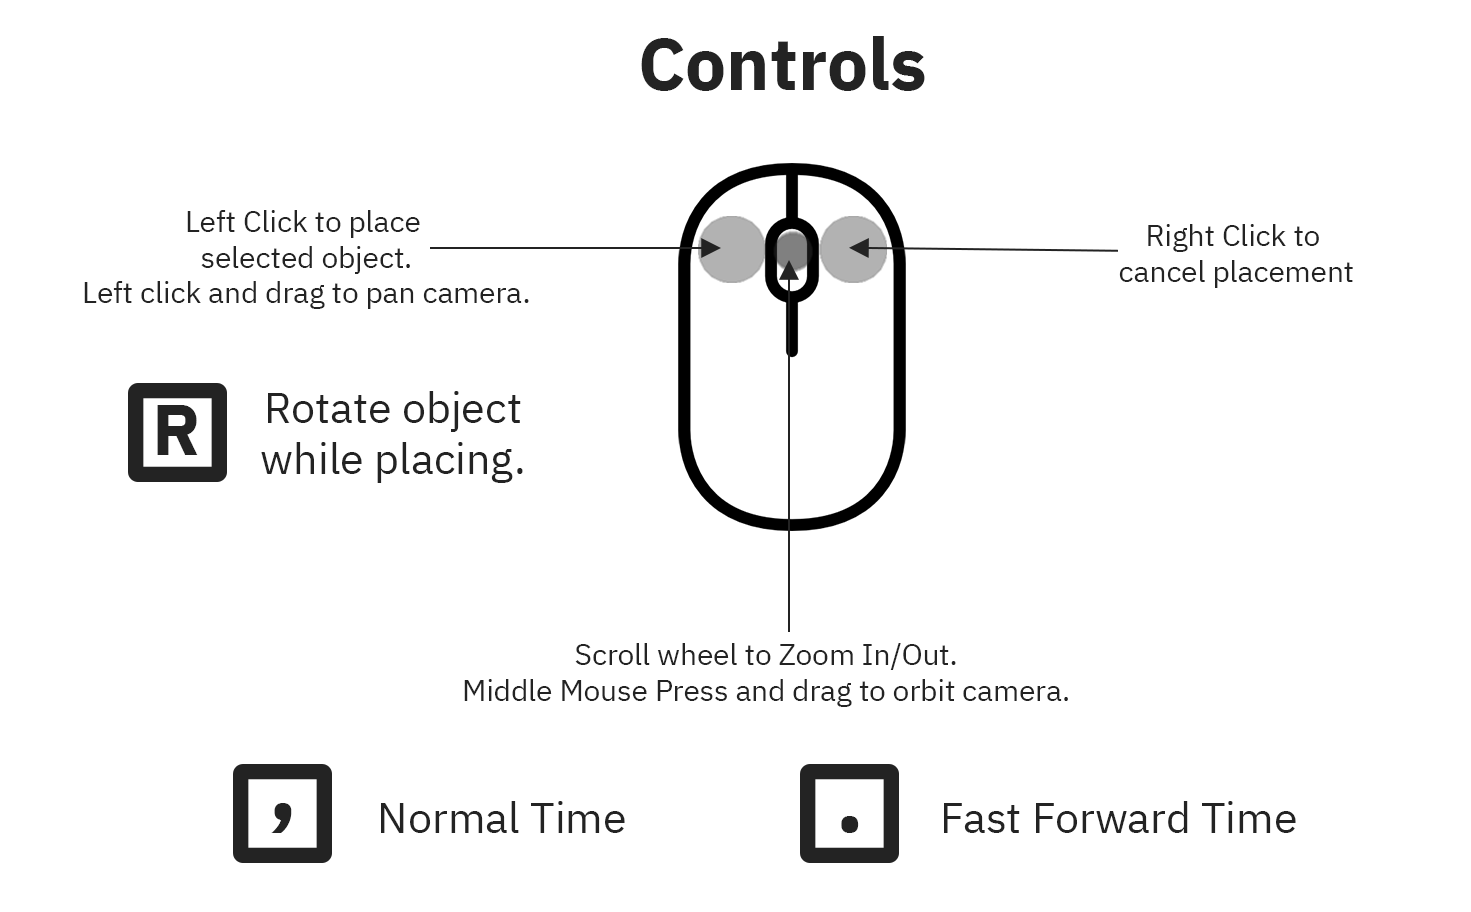 Controls
Left Click to place
selected object.
Left click and drag to pan camera.
Right Click to
cancel placement
R
Rotate object
while placing.
Scroll wheel to Zoom In/Out.
Middle Mouse Press and drag to orbit camera.
, Normal Time
. Fast Forward Time